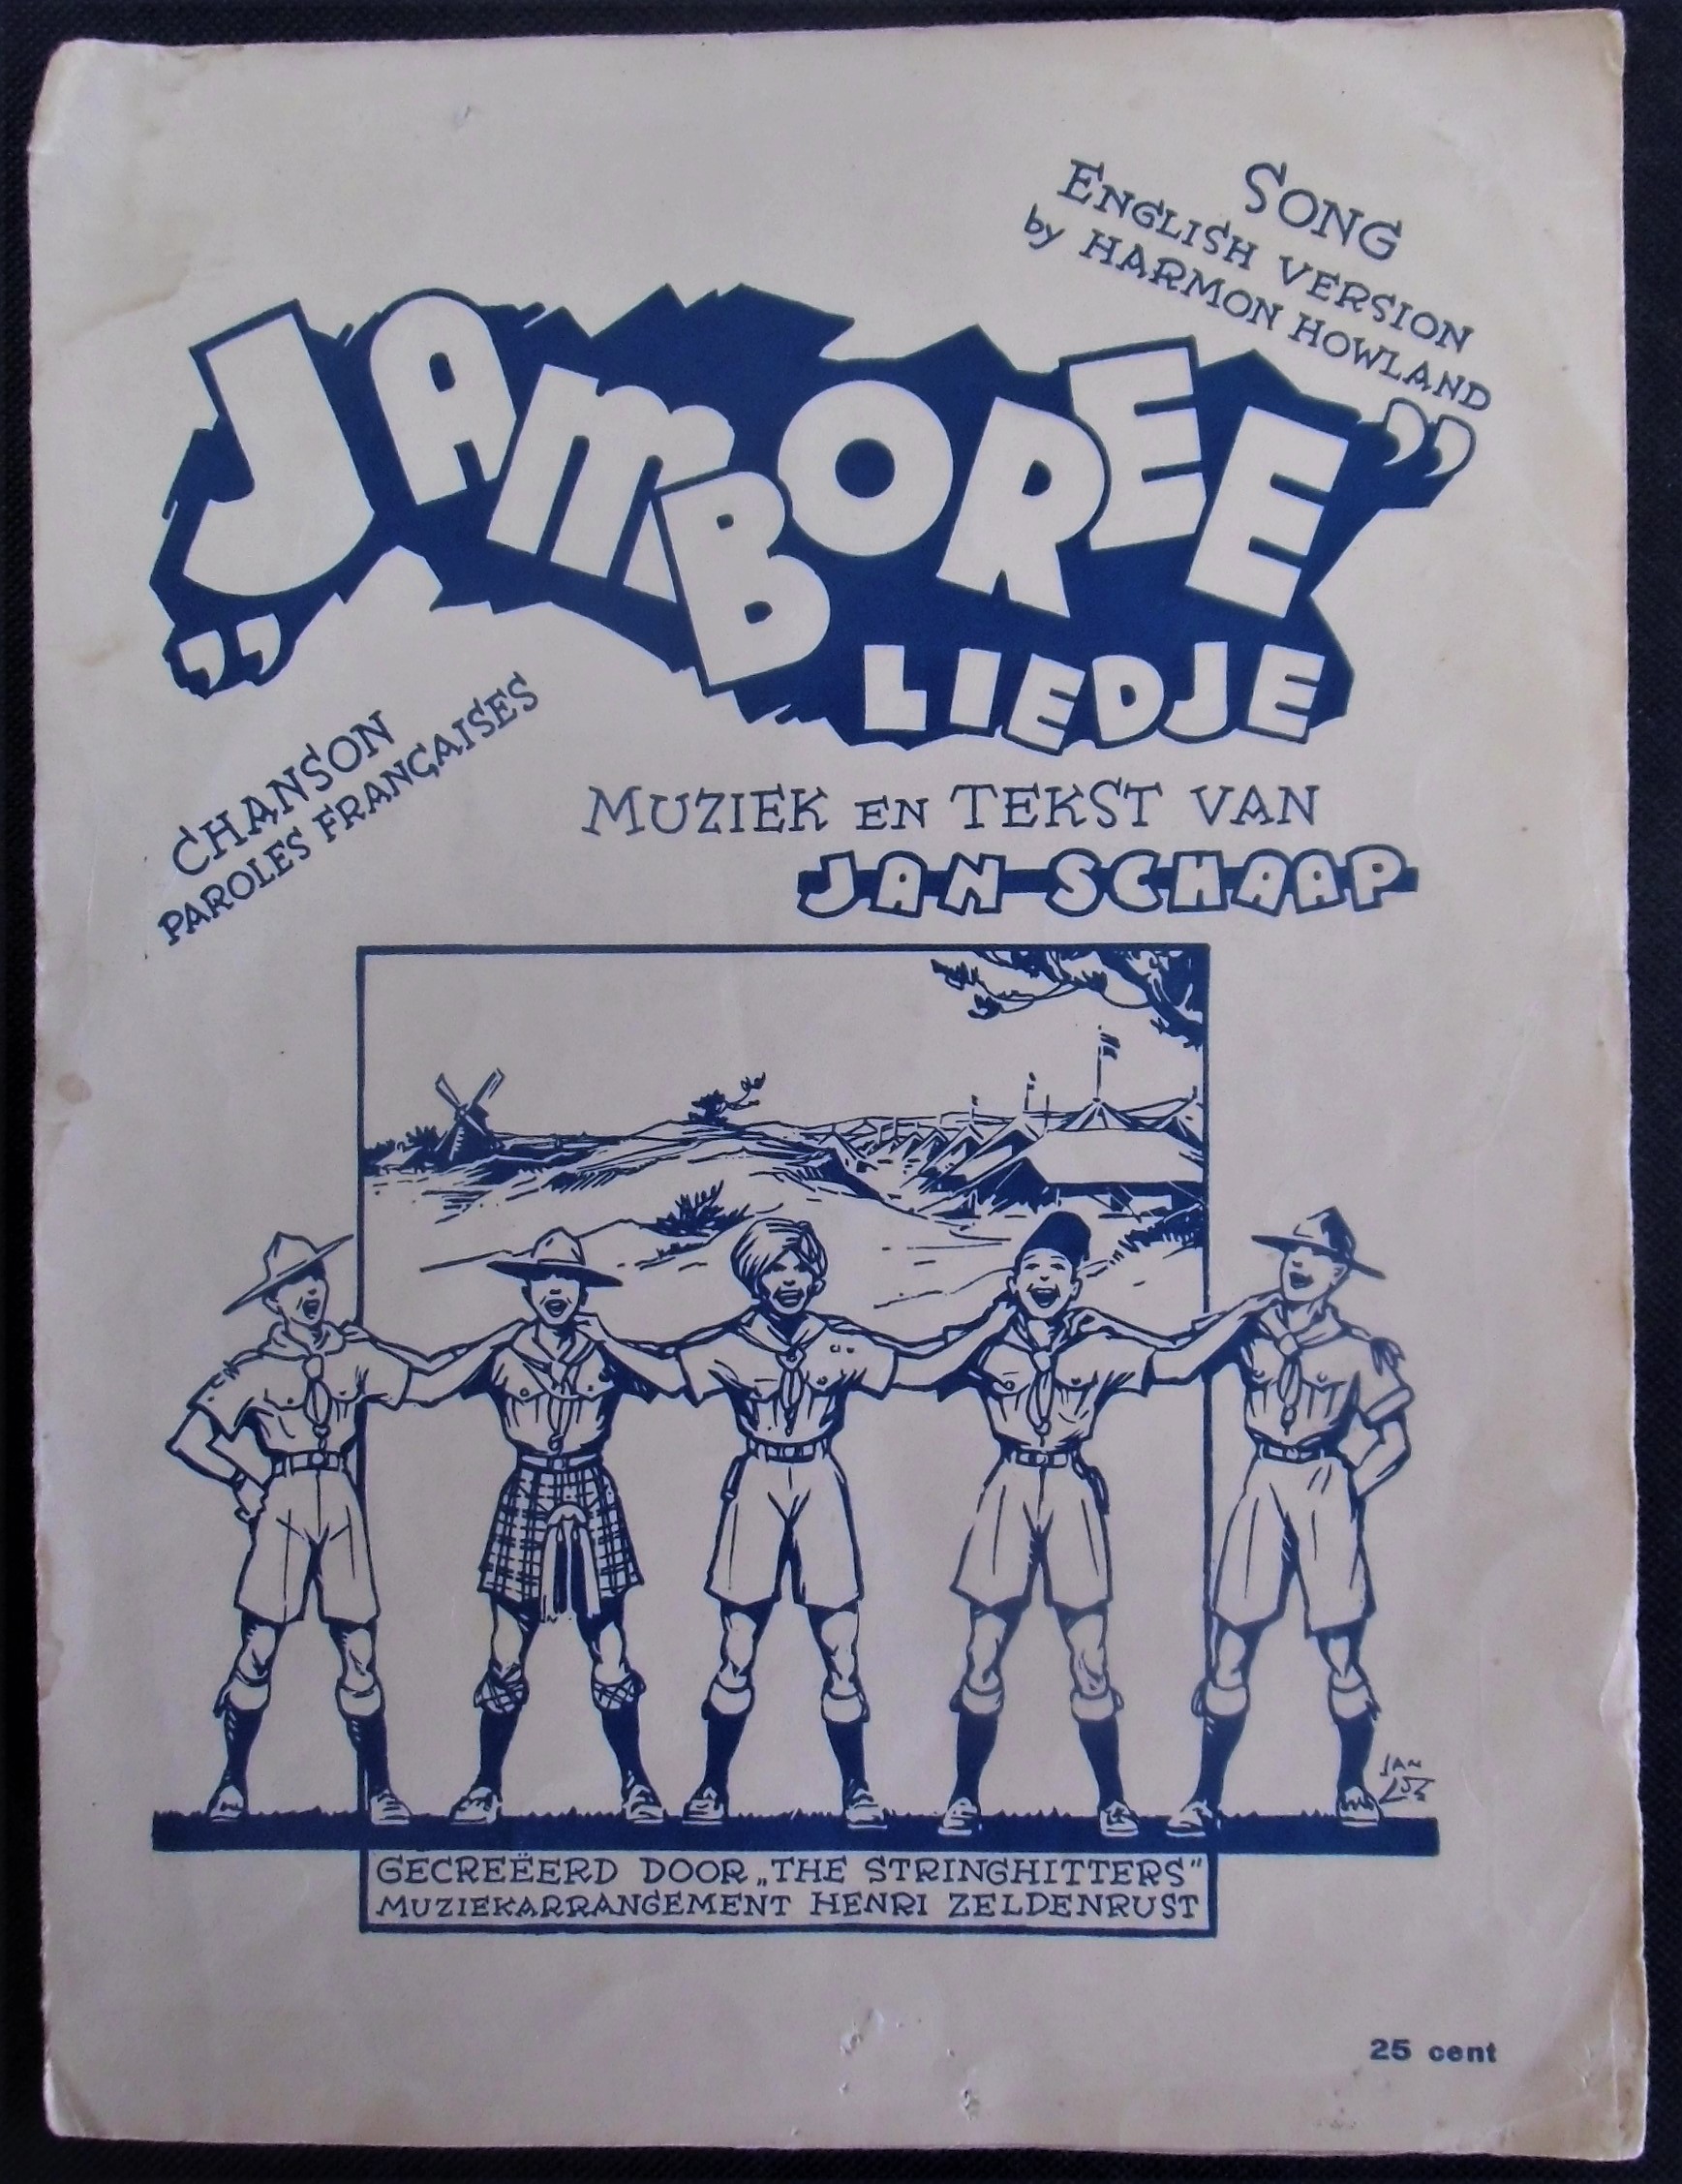 SONG
ENGLISH VERSION
by HARMON HOWLAND
„JAMBOREE”
LIEDJE
CHANSON
PAROLES FRANÇAISES
MUZIEK EN TEKST VAN
JAN SCHAAP
JAN
GECREËERD DOOR „THE STRINGHITTERS"
MUZIEKARRANGEMENT HENRI ZELDENRUST
25 cent